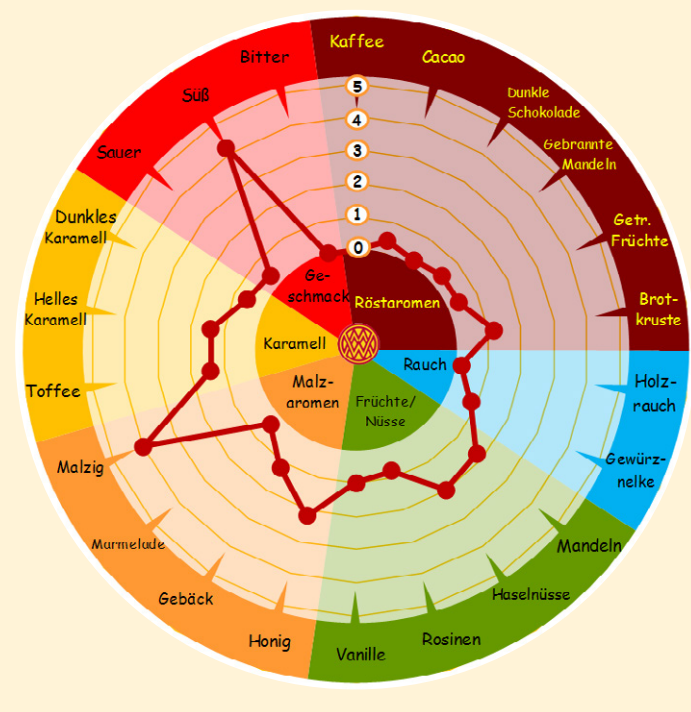 Kaffee
Cacao
Dunkle
Schokolade
Gebrannte
Mandeln
Getr.
Früchte
Brot-
kruste
Holz-
rauch
Gewürz-
nelke
Mandeln
Haselnüsse
Rosinen
Vanille
Honig
Gebäck
Marmelade
Malzig
Toffee
Helles
Karamell
Dunkles
Karamell
Sauer
Süß
Bitter
5
4
3
2
1
0
Ge-
schmack
Röstaromen
Karamell
Rauch
Malz-
aromen
Früchte/
Nüsse